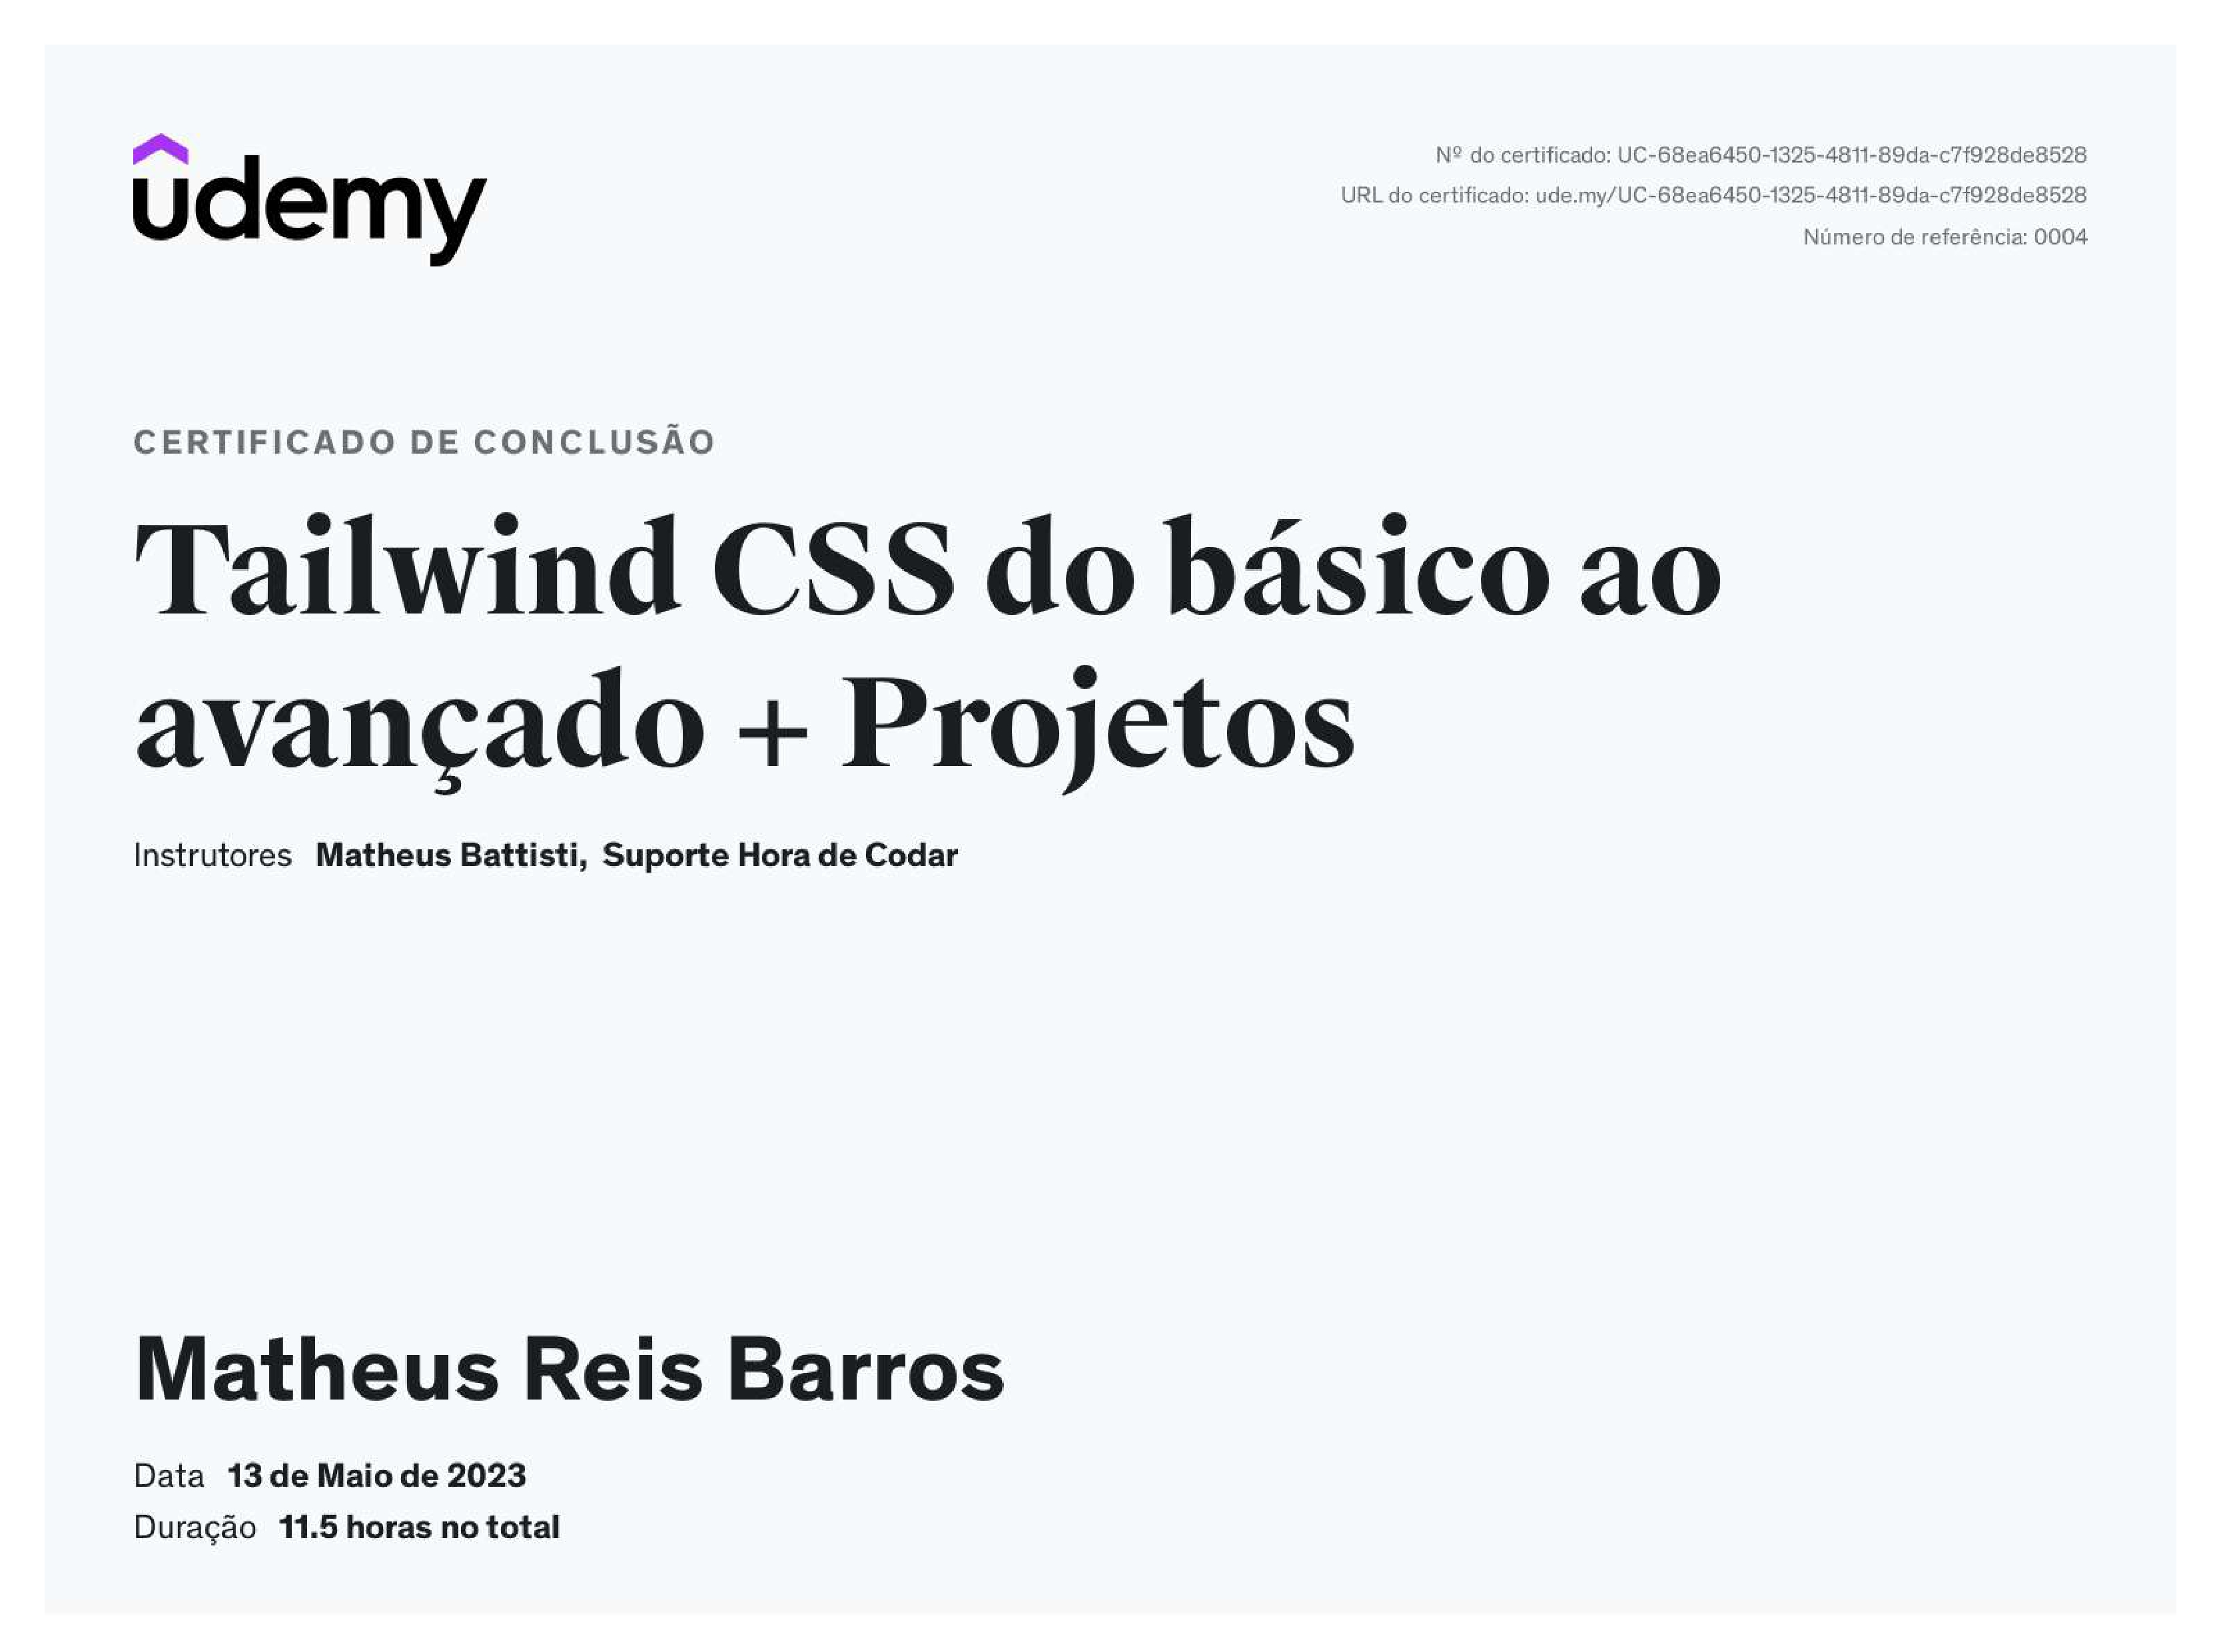 udemy
Nº do certificado: UC-68ea6450-1325-4811-89da-c7f928de8528
URL do certificado: ude.my/UC-68ea6450-1325-4811-89da-c7f928de8528
Número de referência: 0004
CERTIFICADO DE CONCLUSÃO
Tailwind CSS do básico ao
avançado + Projetos
Instrutores Matheus Battisti, Suporte Hora de Codar
Matheus Reis Barros
Data 13 de Maio de 2023
Duração 11.5 horas no total